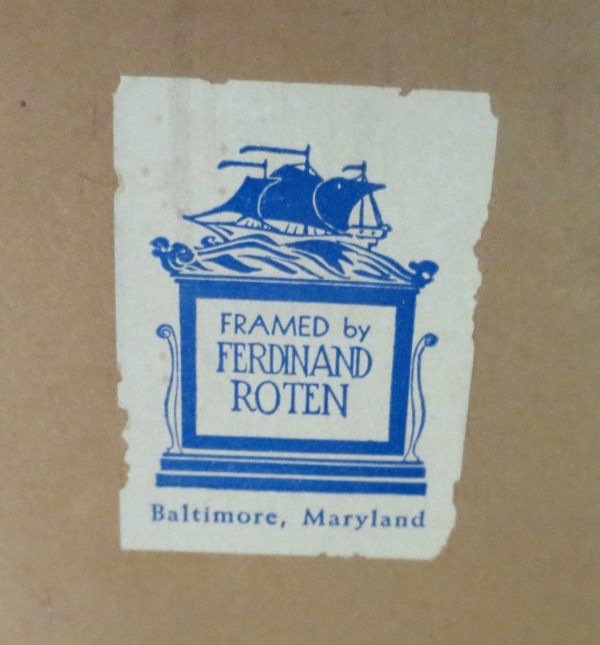 FRAMED by
FERDINAND
ROTEN
Baltimore, Maryland